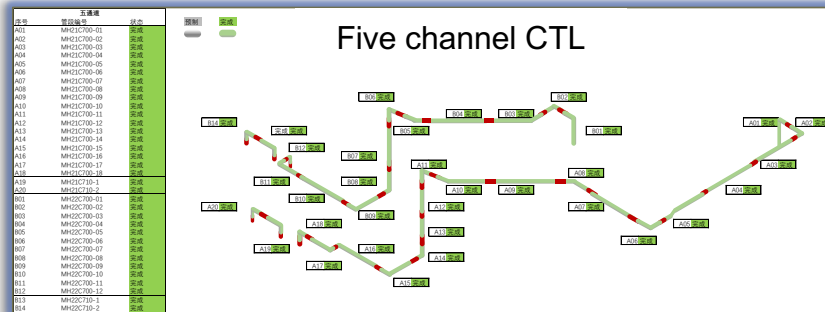 五通道
序号 管段编号 状态
A01 MH21C700-01 完成
A02 MH21C700-02 完成
A03 MH21C700-03 完成
A04 MH21C700-04 完成
A05 MH21C700-05 完成
A06 MH21C700-06 完成
A07 MH21C700-07 完成
A08 MH21C700-08 完成
A09 MH21C700-09 完成
A10 MH21C700-10 完成
A11 MH21C700-11 完成
A12 MH21C700-12 完成
A13 MH21C700-13 完成
A14 MH21C700-14 完成
A15 MH21C700-15 完成
A16 MH21C700-16 完成
A17 MH21C700-17 完成
A18 MH21C700-18 完成
A19 MH21C710-1 完成
A20 MH21C710-2 完成
B01 MH22C700-01 完成
B02 MH22C700-02 完成
B03 MH22C700-03 完成
B04 MH22C700-04 完成
B05 MH22C700-05 完成
B06 MH22C700-06 完成
B07 MH22C700-07 完成
B08 MH22C700-08 完成
B09 MH22C700-09 完成
B10 MH22C700-10 完成
B11 MH22C700-11 完成
B12 MH22C700-12 完成
B13 MH22C710-1 完成
B14 MH22C710-2 完成
预制 完成
Five channel CTL
B06 完成
B02 完成
B14 完成
完成 完成
B04 完成
B03 完成
A01 完成
A02 完成
B05 完成
B01 完成
B12 完成
B07 完成
A11 完成
A03 完成
B11 完成
B08 完成
A08 完成
A10 完成
A09 完成
A04 完成
B10 完成
A20 完成
A12 完成
A07 完成
B09 完成
A18 完成
A05 完成
A13 完成
A06 完成
A19 完成
A16 完成
A14 完成
A17 完成
A15 完成